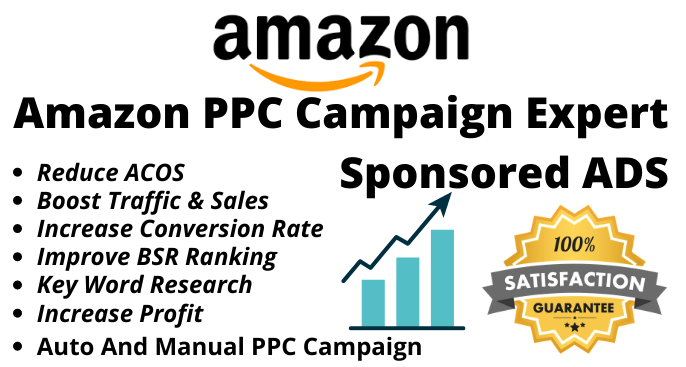 amazon
Amazon PPC Campaign Expert
Sponsored ADS
• Reduce ACOS
• Boost Traffic & Sales
• Increase Conversion Rate
• Improve BSR Ranking
• Key Word Research
• Increase Profit
• Auto And Manual PPC Campaign
100%
SATISFACTION
GUARANTEE